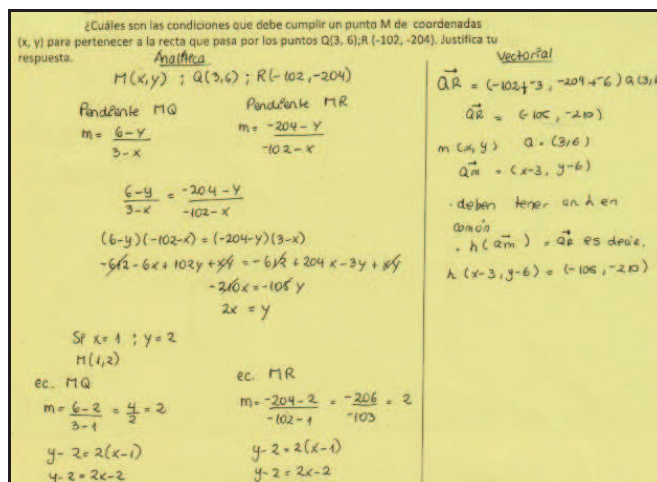 ¿Cuáles son las condiciones que debe cumplir un punto M de coordenadas
(x, y) para pertenecer a la recta que pasa por los puntos Q(3, 6);R (-102, -204). Justifica tu
respuesta.
Analítica
M(x,y) ; Q(3,6) ; R(-102,-204)
Pendiente MQ
m= 6-y / 3-x
Pendiente MR
m= -204-y / -102-x
6-y / 3-x = -204-y / -102-x
(6-y)(-102-x) = (-204-y)(3-x)
-612-6x+102y+xy = -612+204x-3y+xy
-210x=-105y
2x = y
Si x=1 ; y=2
M(1,2)
ec. MQ
m= 6-2 / 3-1 = 4/2 = 2
y-2=2(x-1)
y-2=2x-2
ec. MR
m= -204-2 / -102-1 = -206 / -103 = 2
y-2=2(x-1)
y-2=2x-2
Vectorial
QR = (-102+-3, -204+-6) Q(3,6
QR = (-105, -210)
m(x,y) Q=(3,6)
Qm = (x-3, y-6)
. deben tener un λ en
común
. λ(Qm) = QR es decir,
λ(x-3, y-6) = (-105, -210)